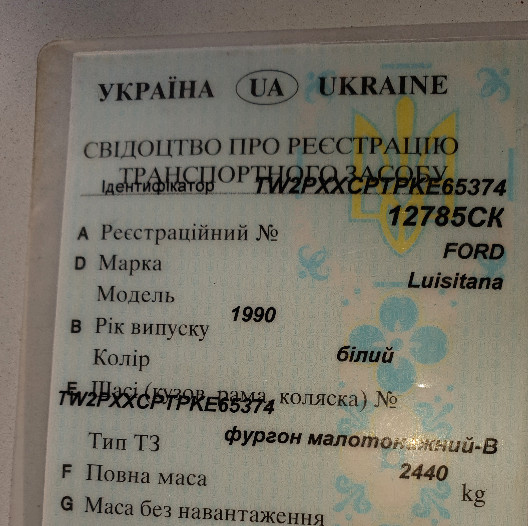 УКРАЇНА UA UKRAINE
СВІДОЦТВО ПРО РЕЄСТРАЦІЮ
ТРАНСПОРТНОГО ЗАСОБУ
Ідентифікатор TW2PXXCPTPKE65374
12785СК
A Реєстраційний №
FORD
D Марка
Luisitana
Модель
1990
B Рік випуску
Колір білий
E Шасі (кузов, рама, коляска) №
TW2PXXCPTPKE65374
Тип ТЗ фургон малотонажний-В
F Повна маса 2440 kg
G Маса без навантаження